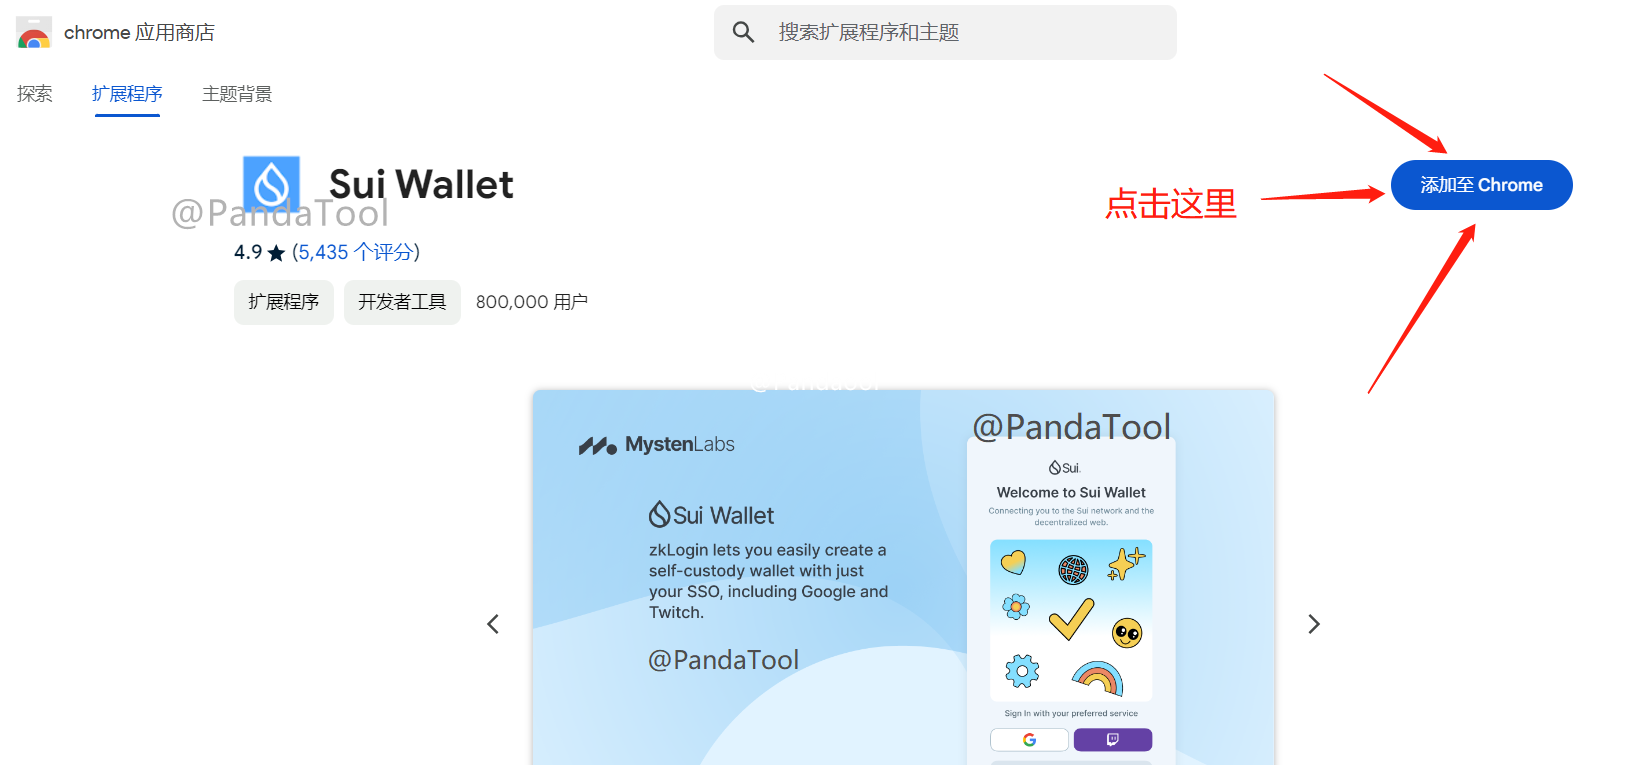 chrome 应用商店
搜索扩展程序和主题
探索
扩展程序
主题背景
Sui Wallet
@PandaTool
添加至 Chrome
点击这里
4.9 ★ (5,435 个评分)
扩展程序
开发者工具
800,000 用户
@PandaTool
MystenLabs
Sui Wallet
zkLogin lets you easily create a
self-custody wallet with just
your SSO, including Google and
Twitch.
@PandaTool
Sui
Welcome to Sui Wallet
Connecting you to the Sui network and the
decentralized web.
Sign In with your preferred service